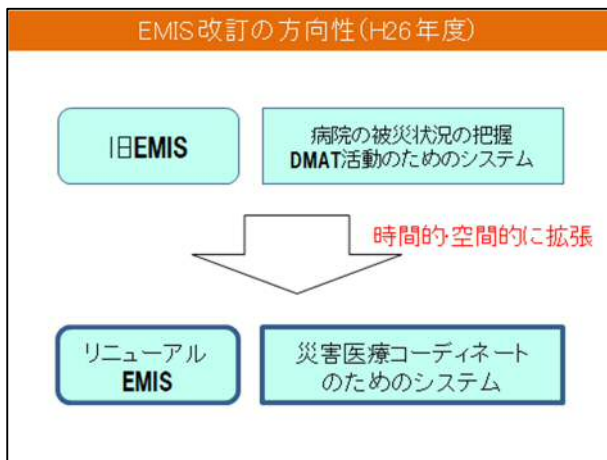 EMIS改訂の方向性(H26年度)
旧EMIS
病院の被災状況の把握
DMAT活動のためのシステム
時間的・空間的に拡張
リニューアル
EMIS
災害医療コーディネート
のためのシステム